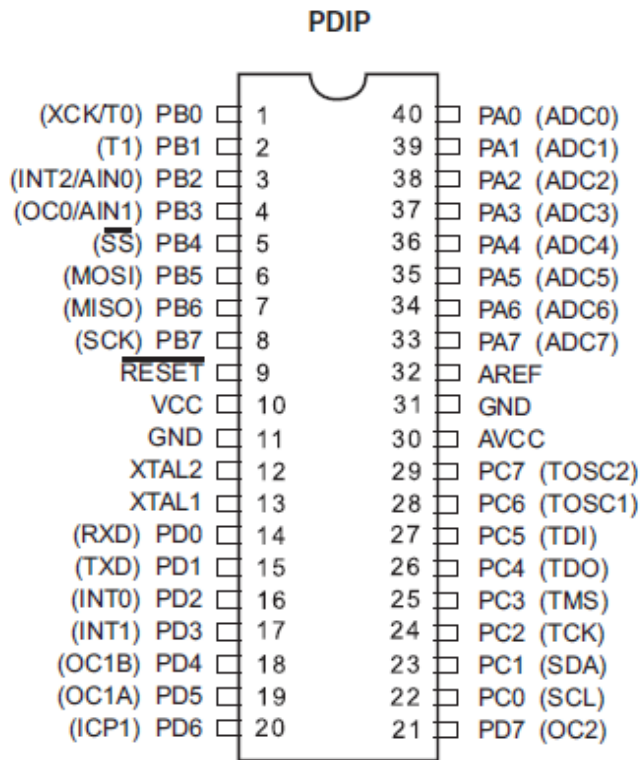 PDIP
(XCK/T0) PB0 1 40 PA0 (ADC0)
(T1) PB1 2 39 PA1 (ADC1)
(INT2/AIN0) PB2 3 38 PA2 (ADC2)
(OC0/AIN1) PB3 4 37 PA3 (ADC3)
(SS) PB4 5 36 PA4 (ADC4)
(MOSI) PB5 6 35 PA5 (ADC5)
(MISO) PB6 7 34 PA6 (ADC6)
(SCK) PB7 8 33 PA7 (ADC7)
RESET 9 32 AREF
VCC 10 31 GND
GND 11 30 AVCC
XTAL2 12 29 PC7 (TOSC2)
XTAL1 13 28 PC6 (TOSC1)
(RXD) PD0 14 27 PC5 (TDI)
(TXD) PD1 15 26 PC4 (TDO)
(INT0) PD2 16 25 PC3 (TMS)
(INT1) PD3 17 24 PC2 (TCK)
(OC1B) PD4 18 23 PC1 (SDA)
(OC1A) PD5 19 22 PC0 (SCL)
(ICP1) PD6 20 21 PD7 (OC2)